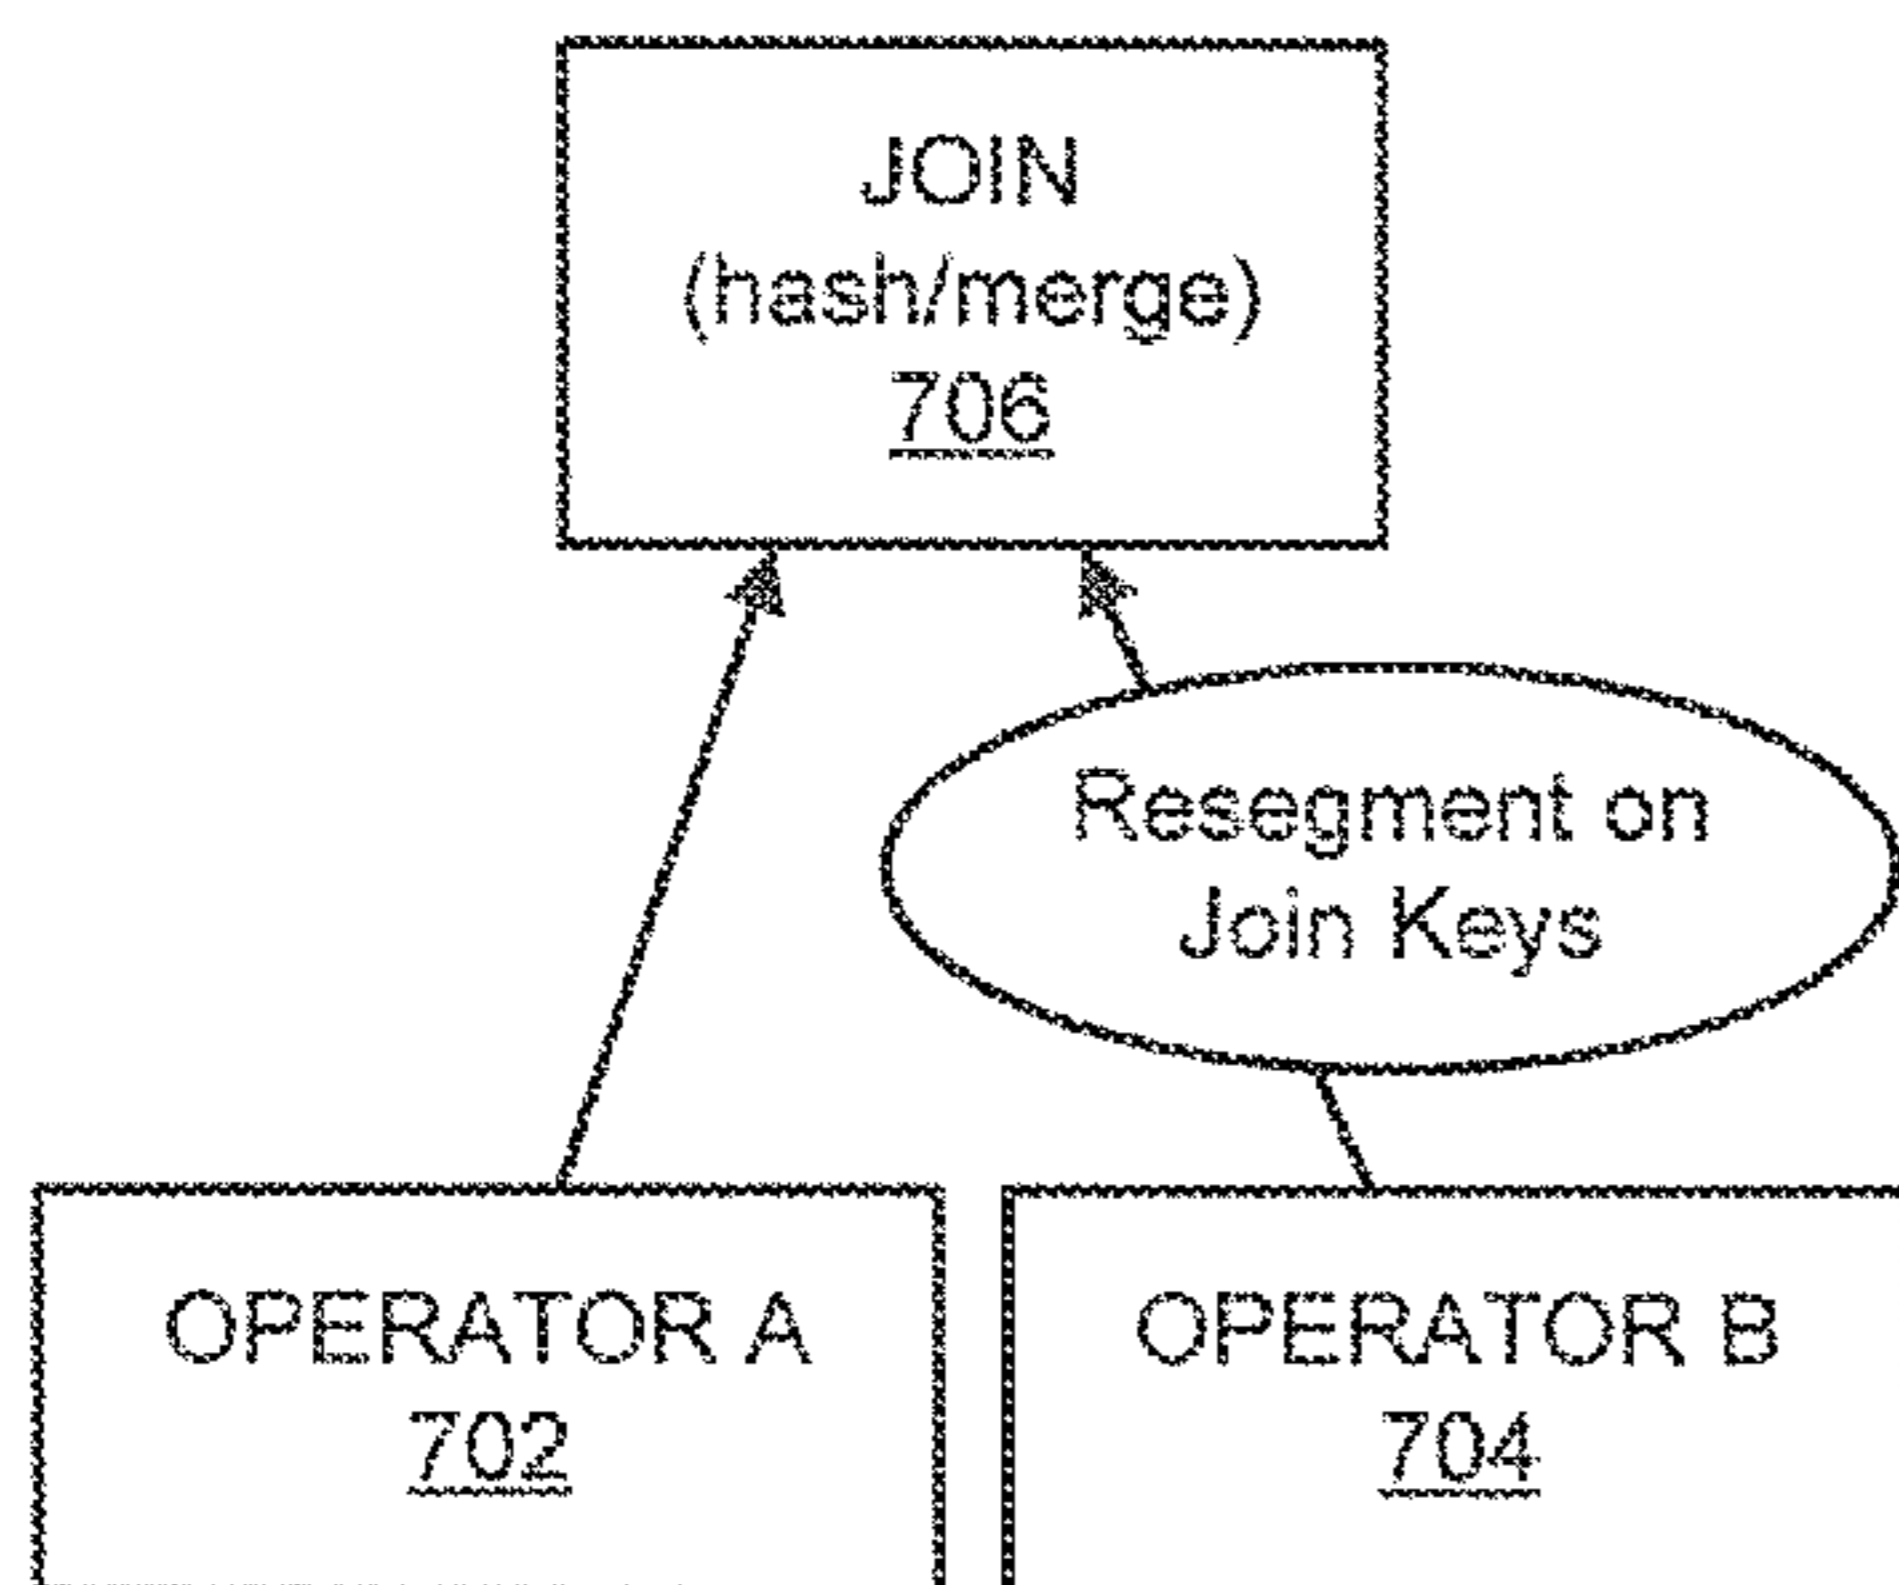 JOIN
(hash/merge)
706
Resegment on
Join Keys
OPERATOR A
702
OPERATOR B
704